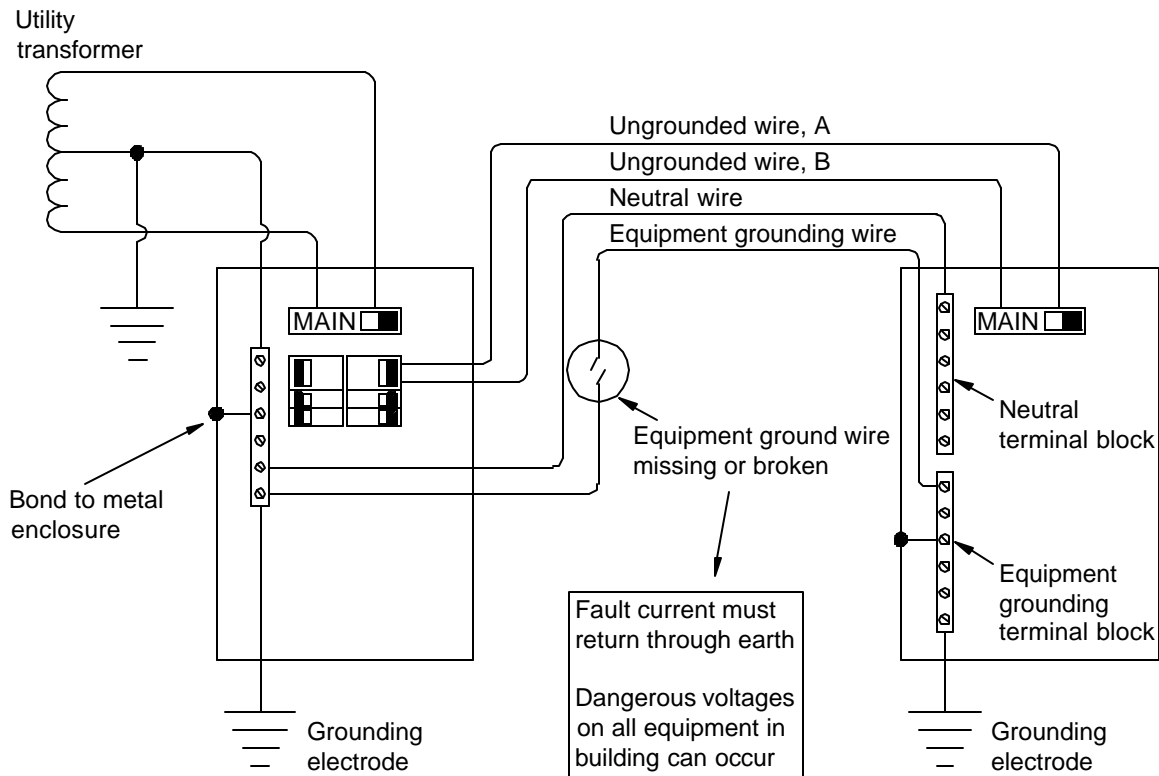 Utility
transformer
Ungrounded wire, A
Ungrounded wire, B
Neutral wire
Equipment grounding wire
MAIN
MAIN
Neutral
terminal block
Equipment ground wire
missing or broken
Bond to metal
enclosure
Equipment
grounding
terminal block
Fault current must
return through earth
Dangerous voltages
on all equipment in
building can occur
Grounding
electrode
Grounding
electrode